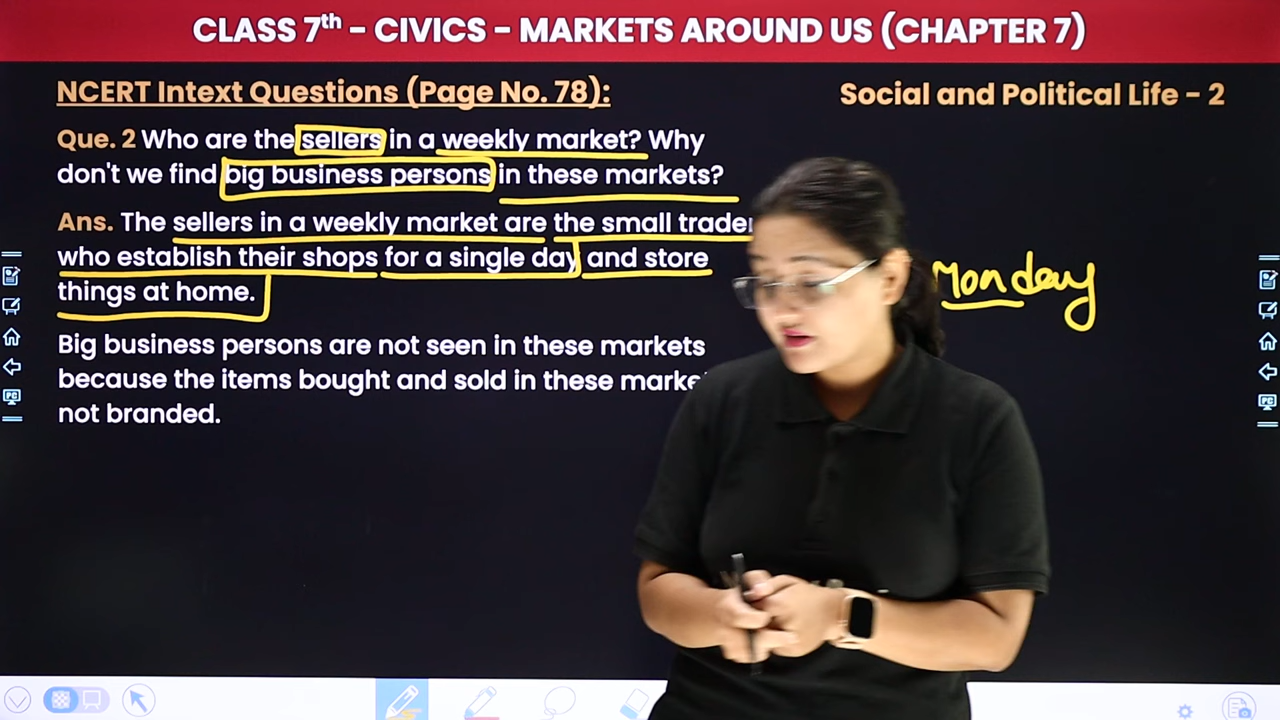 CLASS 7th - CIVICS - MARKETS AROUND US (CHAPTER 7)
NCERT Intext Questions (Page No. 78):
Social and Political Life - 2
Que. 2 Who are the sellers in a weekly market? Why
don't we find big business persons in these markets?
Ans. The sellers in a weekly market are the small
who establish their shops for a single day and store
things at home.
Monday
Big business persons are not seen in these markets
because the items bought and sold in these
not branded.
PC
PC